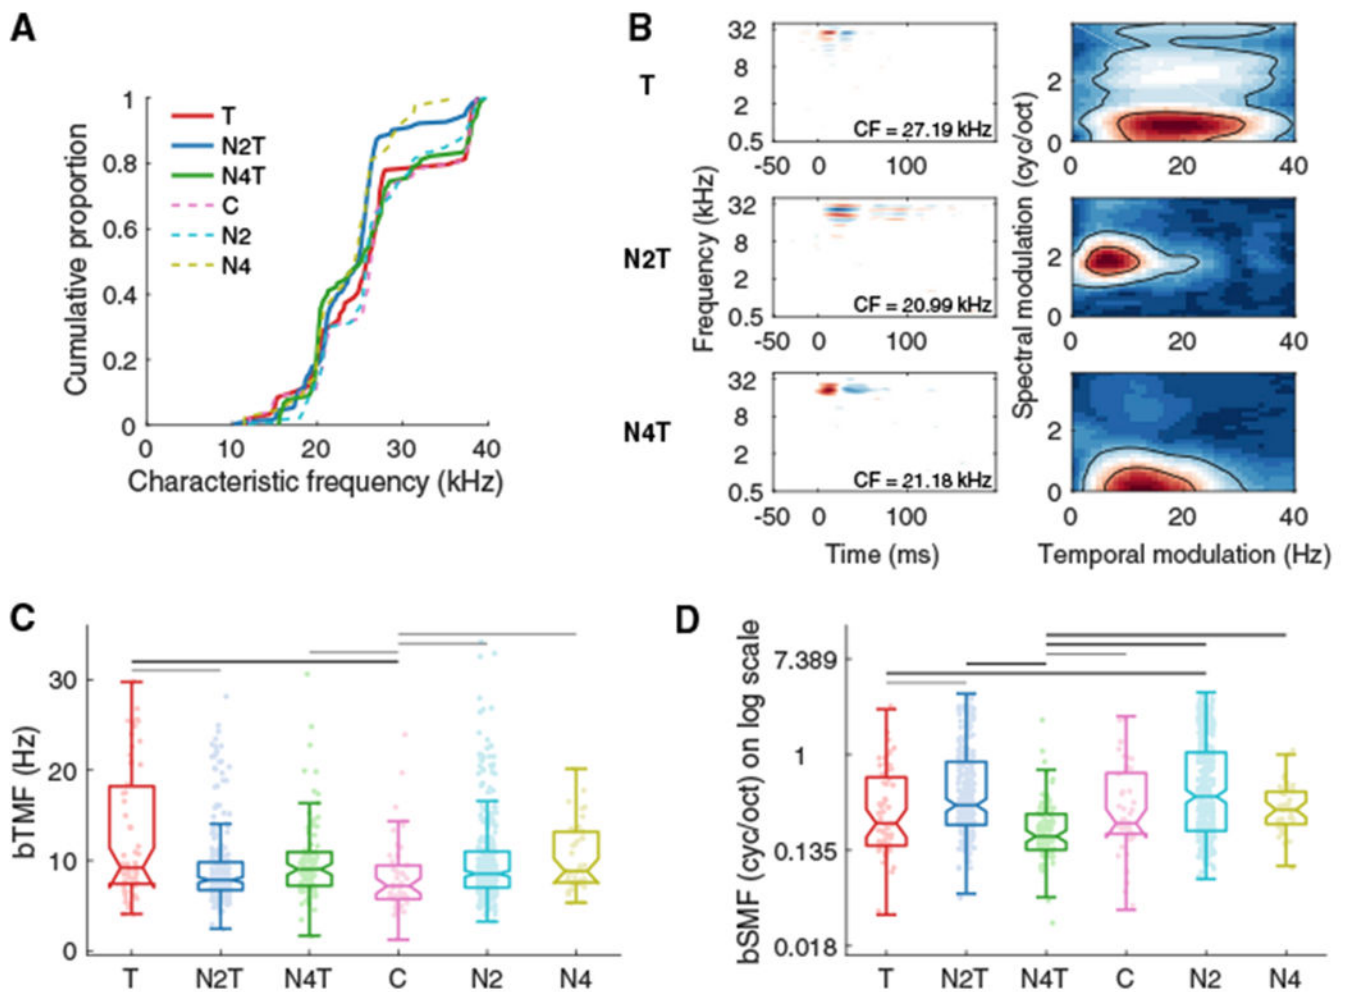 A
1
0.8
0.6
0.4
0.2
0
Cumulative proportion
T
N2T
N4T
C
N2
N4
0 10 20 30 40
Characteristic frequency (kHz)
B
T
N2T
N4T
Frequency (kHz)
32
8
2
0.5
CF = 27.19 kHz
-50 0 100
32
8
2
0.5
CF = 20.99 kHz
-50 0 100
32
8
2
0.5
CF = 21.18 kHz
-50 0 100
Time (ms)
Spectral modulation (cyc/oct)
2
0
0 20 40
2
0
0 20 40
2
0
0 20 40
Temporal modulation (Hz)
C
bTMF (Hz)
30
20
10
0
T N2T N4T C N2 N4
D
bSMF (cyc/oct) on log scale
7.389
1
0.135
0.018
T N2T N4T C N2 N4